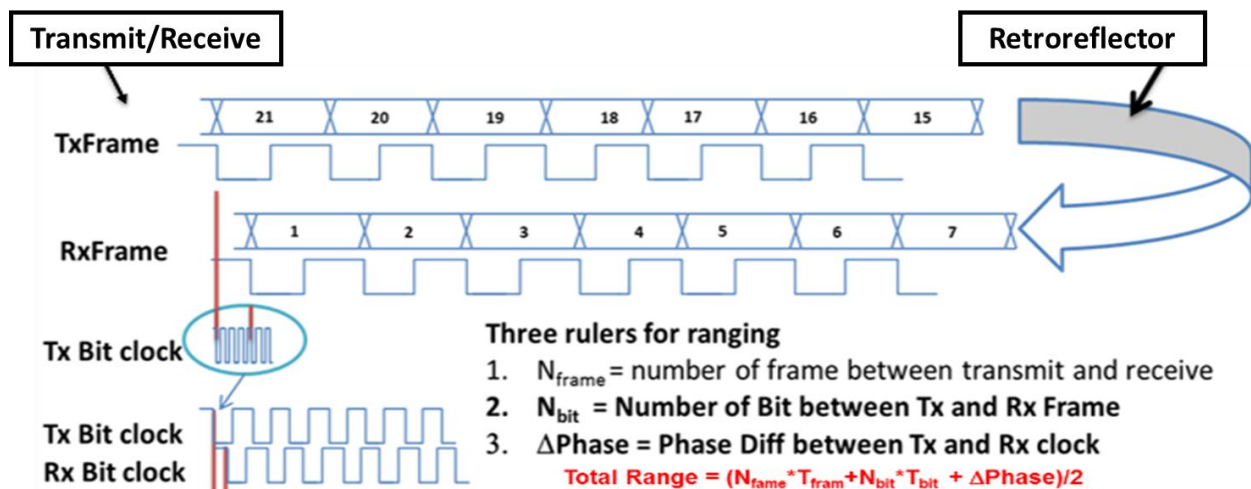 Transmit/Receive
Retroreflector
21 20 19 18 17 16 15
TxFrame
1 2 3 4 5 6 7
RxFrame
Three rulers for ranging
Tx Bit clock
1. Nframe = number of frame between transmit and receive
2. Nbit = Number of Bit between Tx and Rx Frame
Tx Bit clock
3. ΔPhase = Phase Diff between Tx and Rx clock
Rx Bit clock
Total Range = (Nfame*Tfram+Nbit*Tbit + ΔPhase)/2